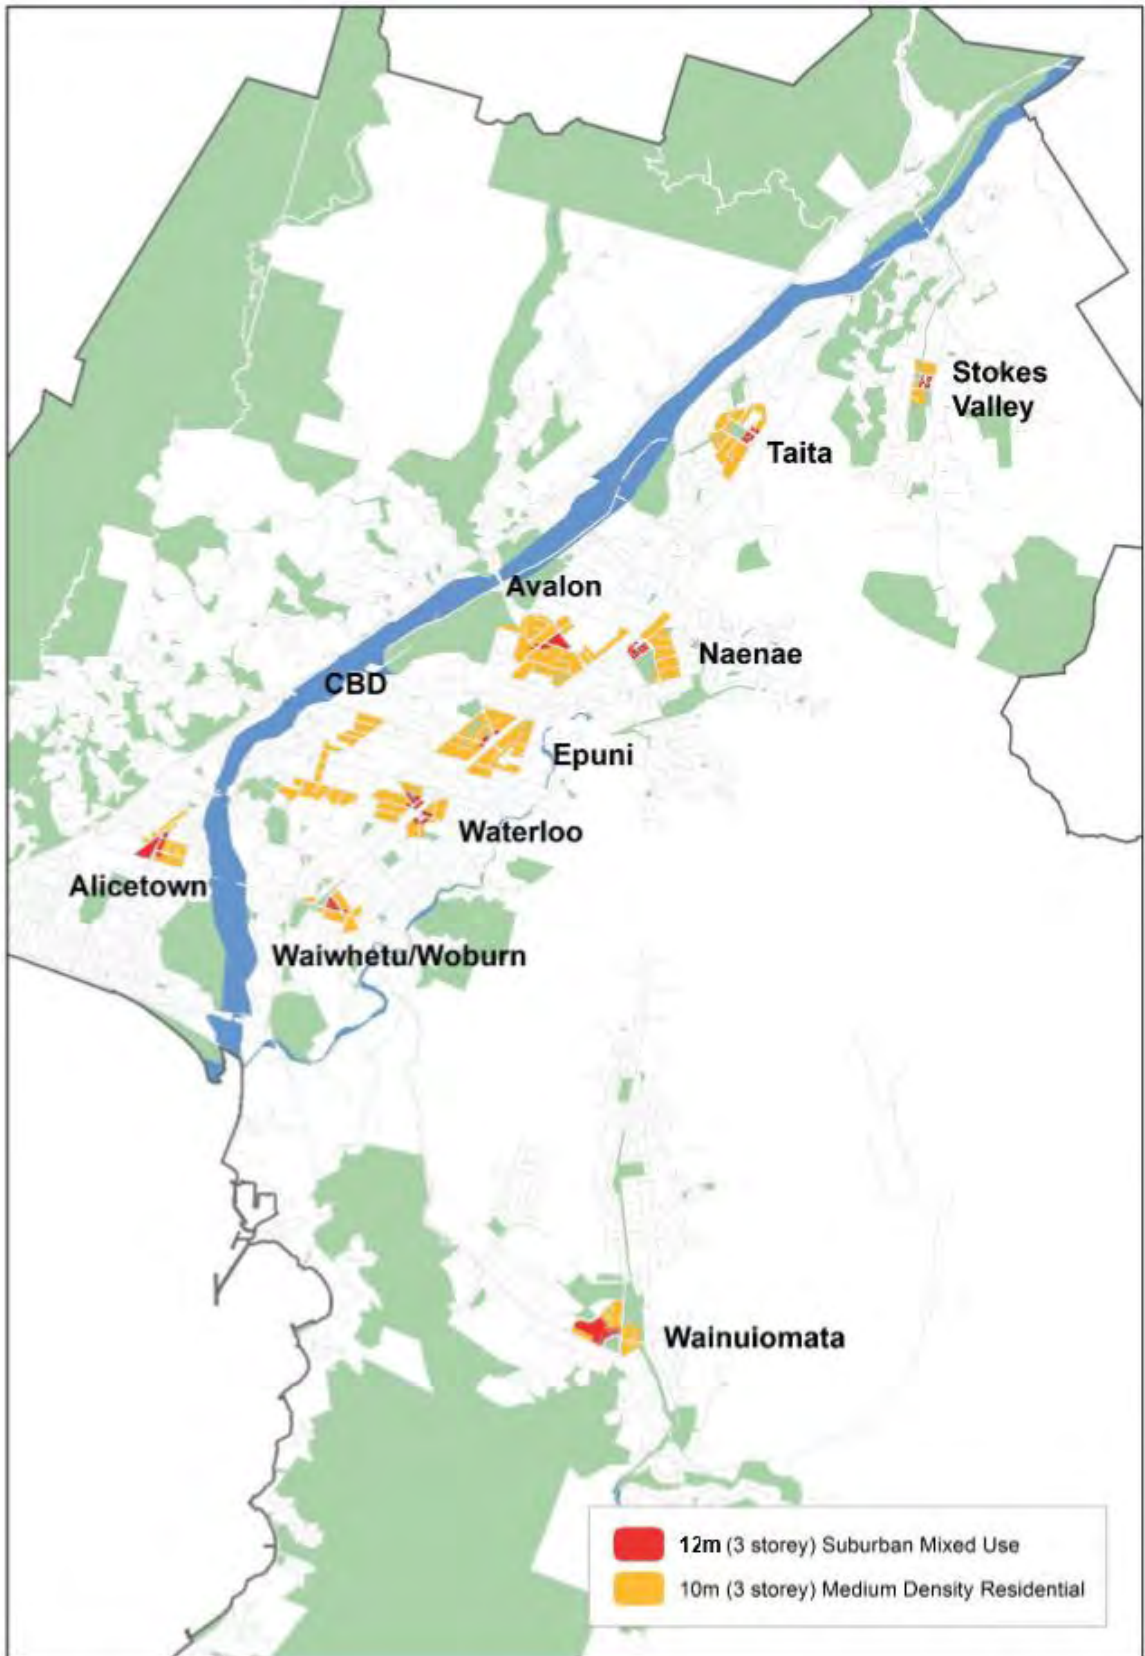 Stokes
Valley
Taita
Avalon
Naenae
CBD
Epuni
Waterloo
Alicetown
Waiwhetu/Woburn
Wainuiomata
12m (3 storey) Suburban Mixed Use
10m (3 storey) Medium Density Residential